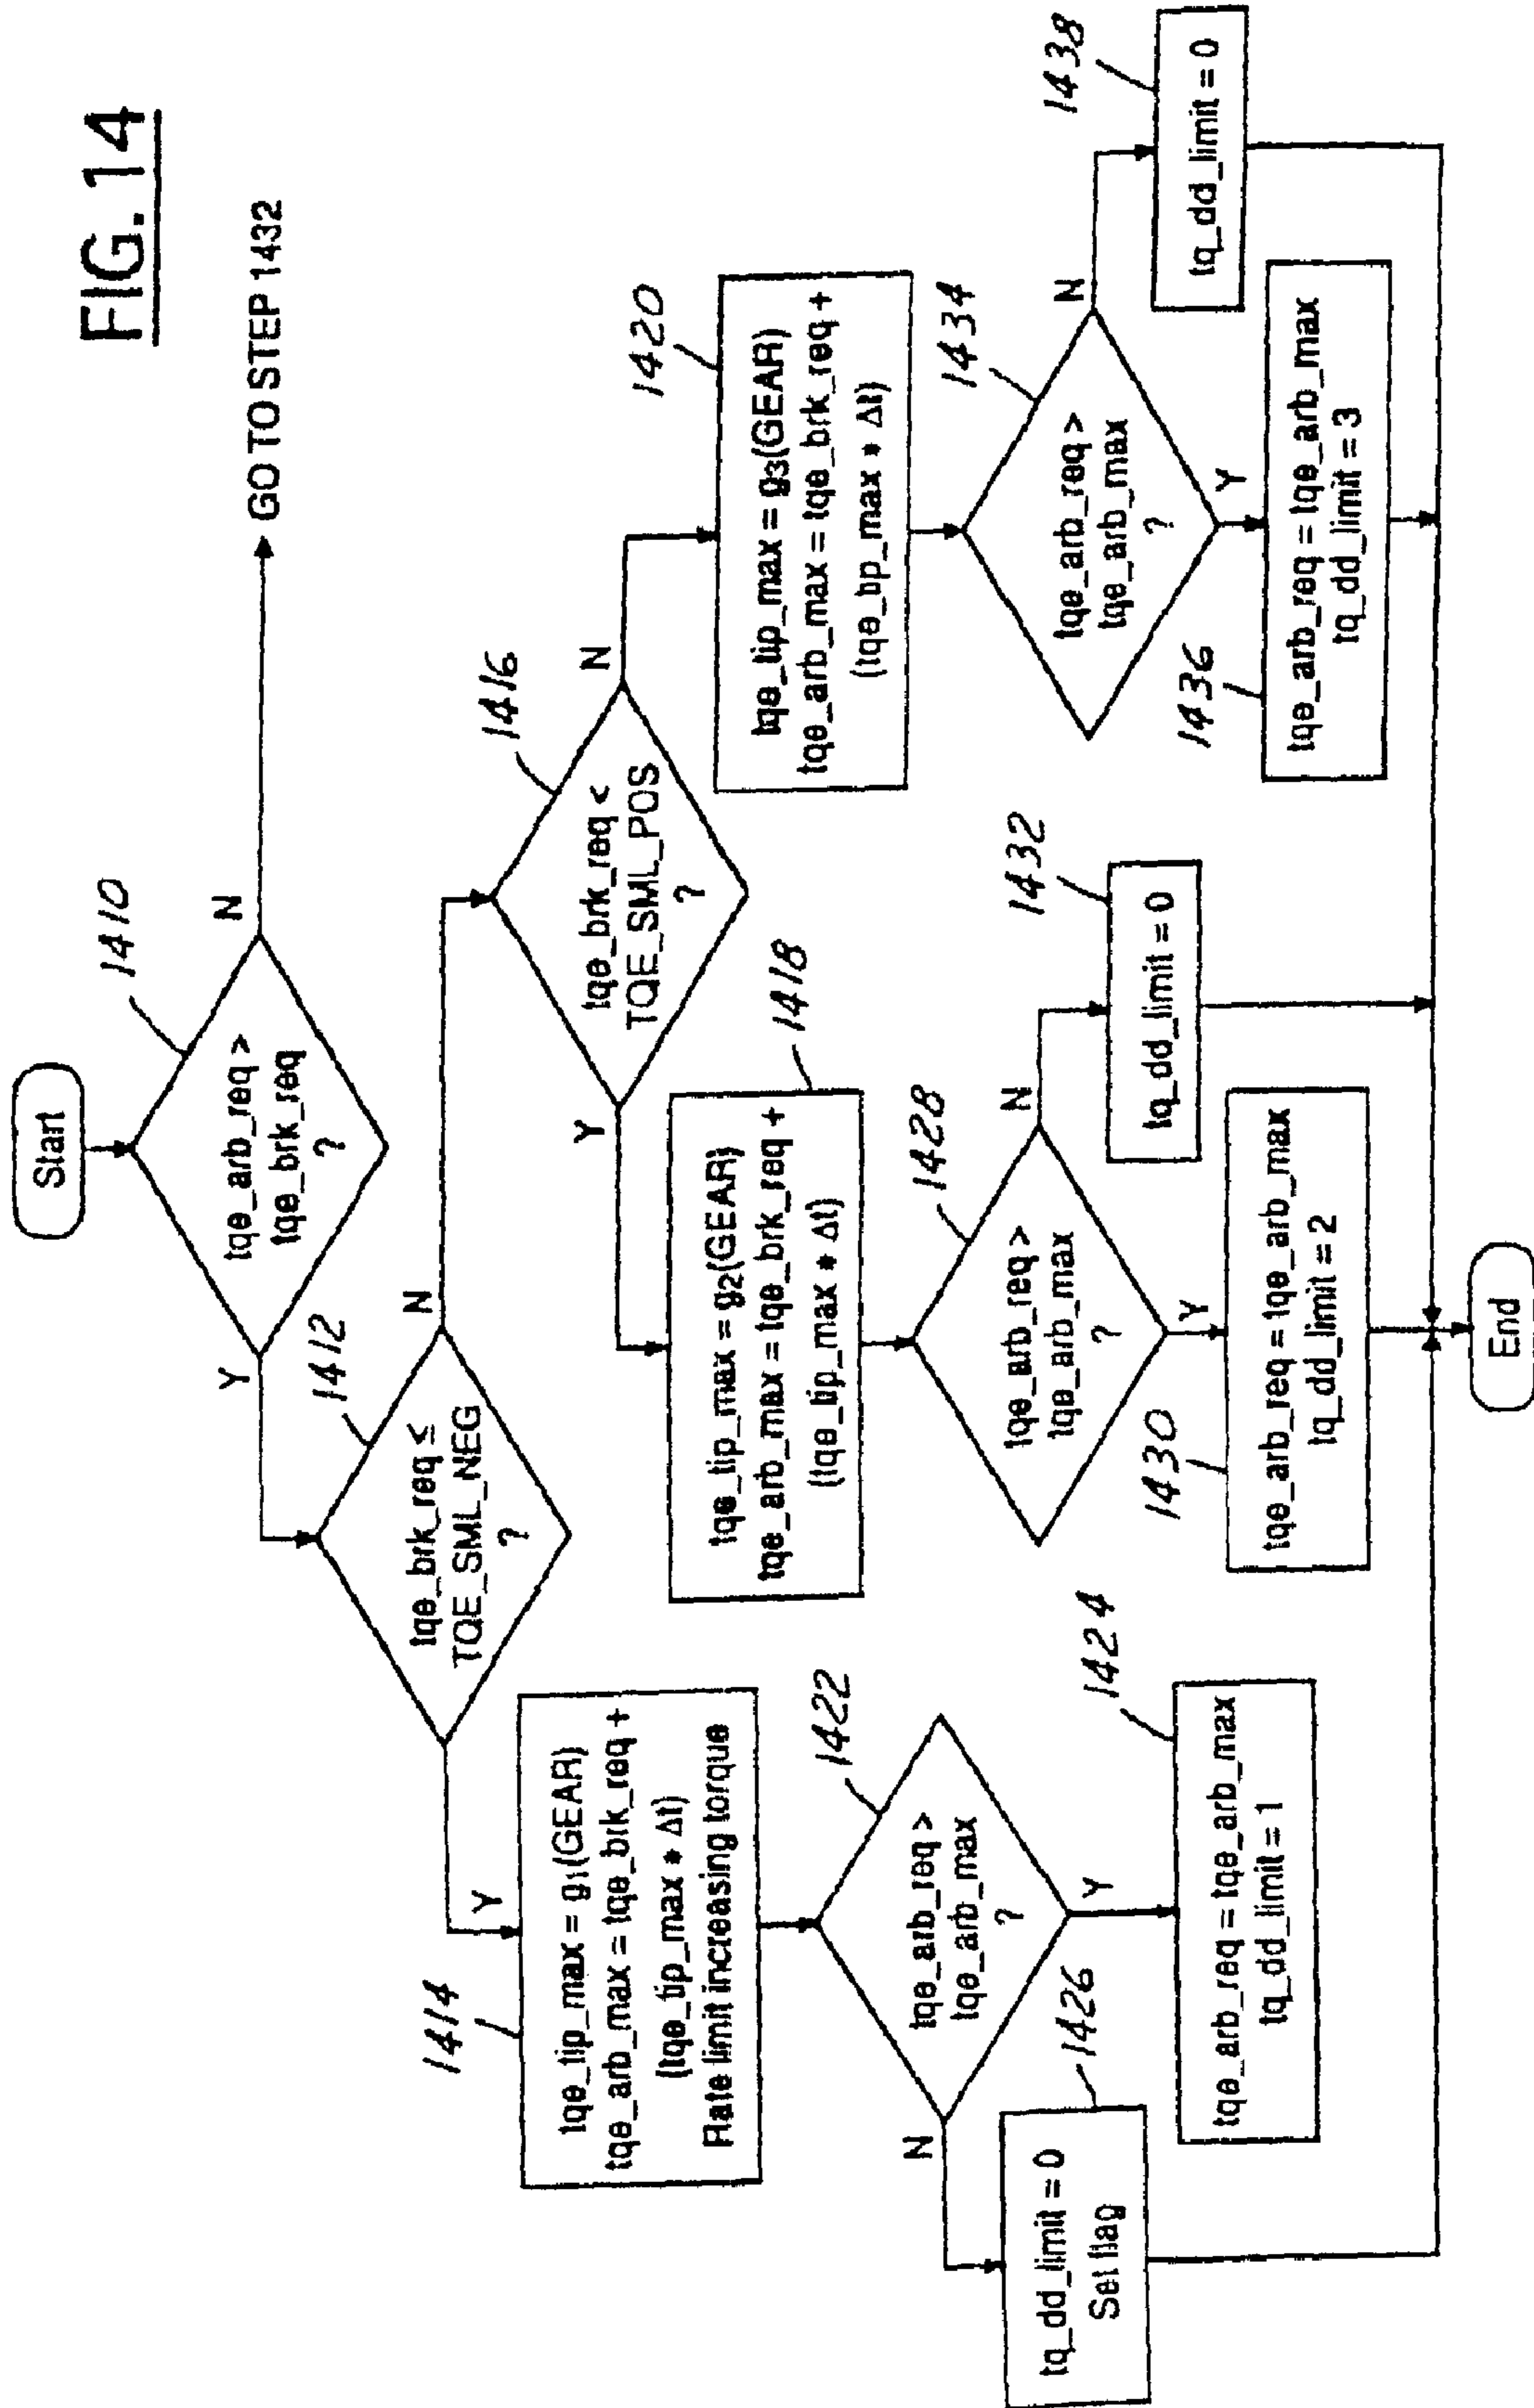 FIG. 14
Start
1410
tqe_arb_req >
tqe_brk_req
?
N
GO TO STEP 1432
Y
1412
tqe_brk_req ≤
TQE_SML_NEG
?
N
Y
1416
tqe_brk_req <
TQE_SML_POS
?
N
Y
1414
tqe_tip_max = g1(GEAR)
tqe_arb_max = tqe_brk_req +
(tqe_tip_max * Δt)
Rate limit increasing torque
1418
tqe_tip_max = g2(GEAR)
tqe_arb_max = tqe_brk_req +
(tqe_tip_max * Δt)
1420
tqe_tip_max = g3(GEAR)
tqe_arb_max = tqe_brk_req +
(tqe_tip_max * Δt)
1422
tqe_arb_req >
tqe_arb_max
?
N
Y
1428
tqe_arb_req >
tqe_arb_max
?
N
Y
1434
tqe_arb_req >
tqe_arb_max
?
N
Y
1426
tq_dd_limit = 0
Set flag
1424
tqe_arb_req = tqe_arb_max
tq_dd_limit = 1
1430
tqe_arb_req = tqe_arb_max
tq_dd_limit = 2
1432
tq_dd_limit = 0
1436
tqe_arb_req = tqe_arb_max
tq_dd_limit = 3
1438
tq_dd_limit = 0
End